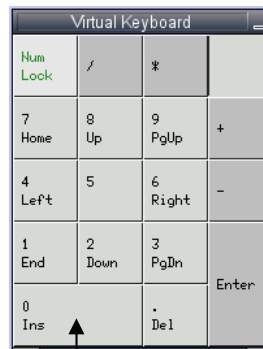 Virtual Keyboard
Num
Lock
/
*
7
Home
8
Up
9
PgUp
+
4
Left
5
6
Right
-
1
End
2
Down
3
PgDn
Enter
0
Ins
.
Del